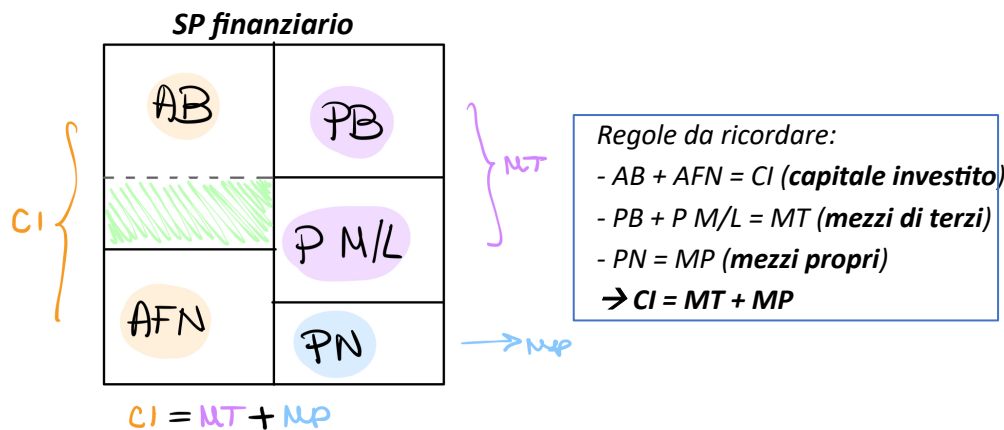 SP finanziario
AB
PB
CI
MT
P M/L
AFN
PN
MP
CI = MT + MP
Regole da ricordare:
- AB + AFN = CI (capitale investito)
- PB + P M/L = MT (mezzi di terzi)
- PN = MP (mezzi propri)
→ CI = MT + MP